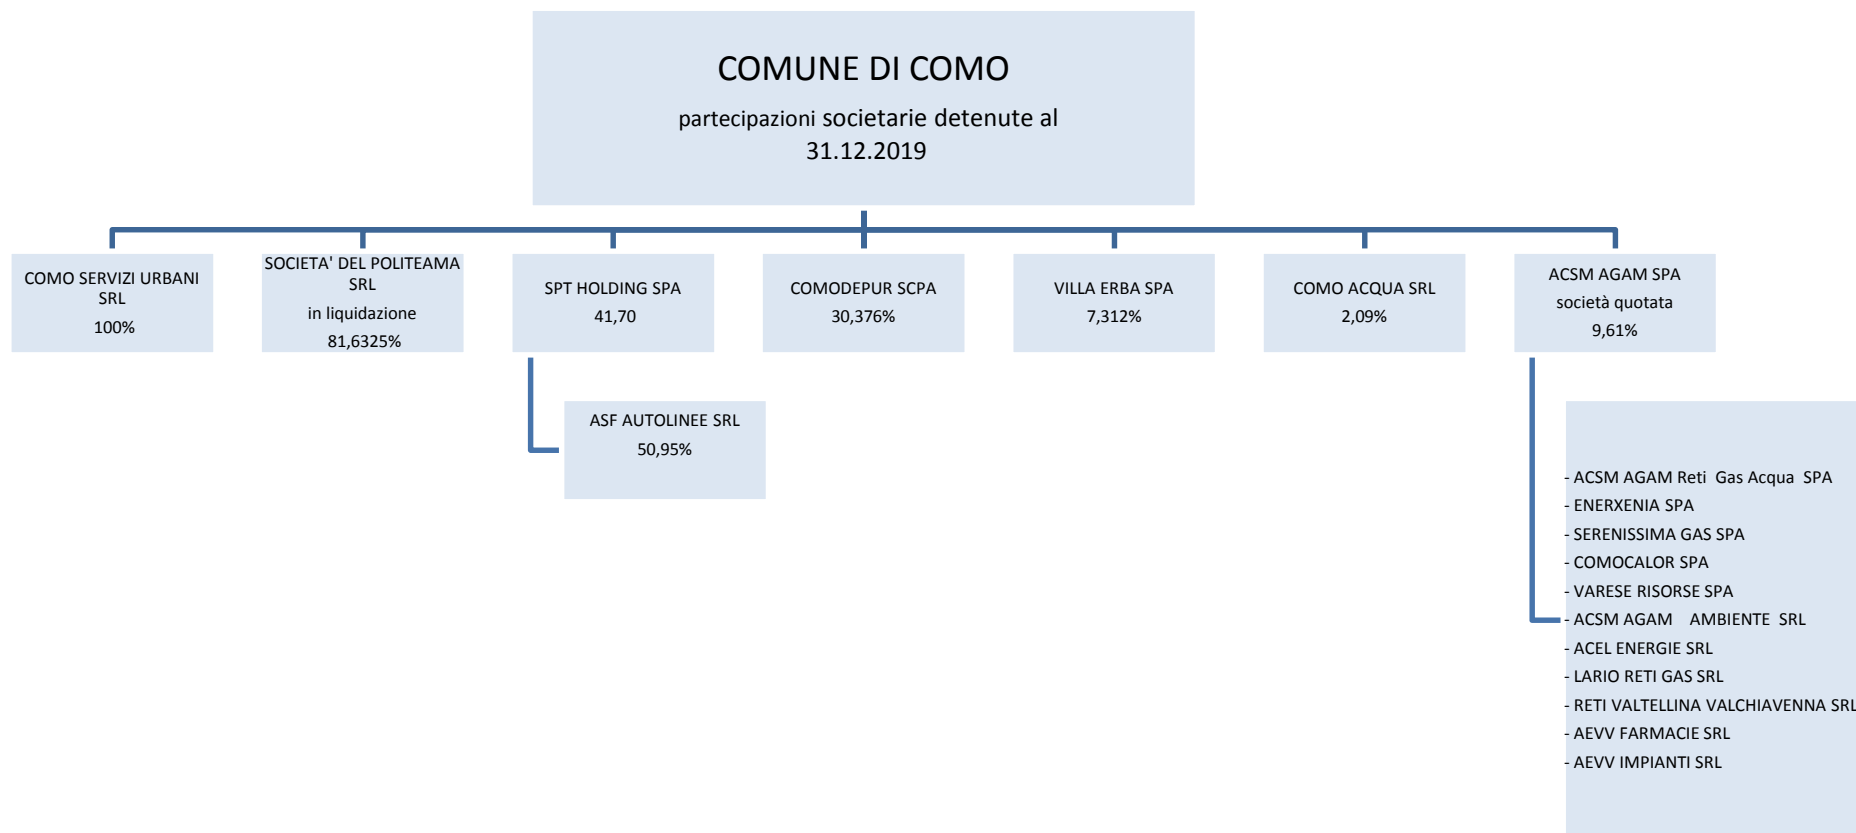 COMUNE DI COMO
partecipazioni societarie detenute al
31.12.2019
COMO SERVIZI URBANI
SRL
100%
SOCIETA' DEL POLITEAMA
SRL
in liquidazione
81,6325%
SPT HOLDING SPA
41,70
COMODEPUR SCPA
30,376%
VILLA ERBA SPA
7,312%
COMO ACQUA SRL
2,09%
ACSM AGAM SPA
società quotata
9,61%
ASF AUTOLINEE SRL
50,95%
- ACSM AGAM Reti Gas Acqua SPA
- ENERXENIA SPA
- SERENISSIMA GAS SPA
- COMOCALOR SPA
- VARESE RISORSE SPA
- ACSM AGAM AMBIENTE SRL
- ACEL ENERGIE SRL
- LARIO RETI GAS SRL
- RETI VALTELLINA VALCHIAVENNA SRL
- AEVV FARMACIE SRL
- AEVV IMPIANTI SRL